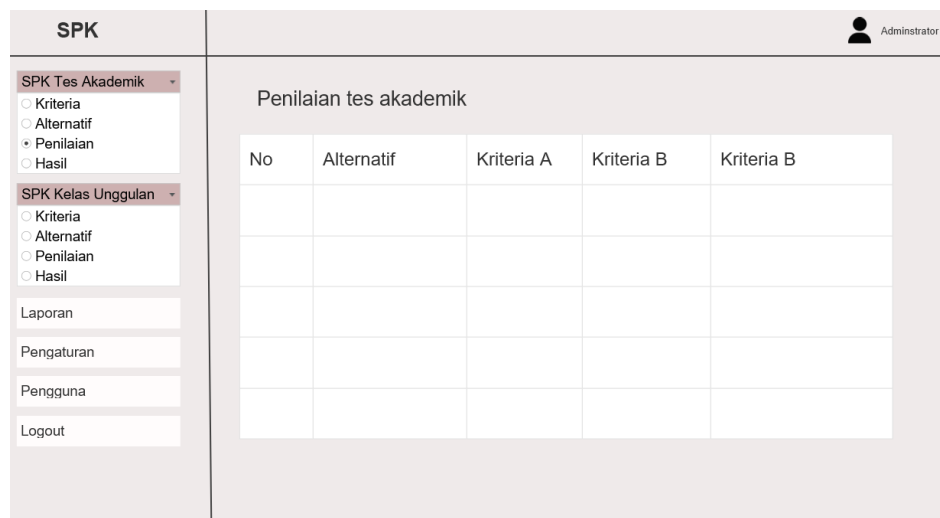 SPK
Adminstrator
SPK Tes Akademik
Kriteria
Alternatif
Penilaian
Hasil
SPK Kelas Unggulan
Kriteria
Alternatif
Penilaian
Hasil
Laporan
Pengaturan
Pengguna
Logout
Penilaian tes akademik
No Alternatif Kriteria A Kriteria B Kriteria B